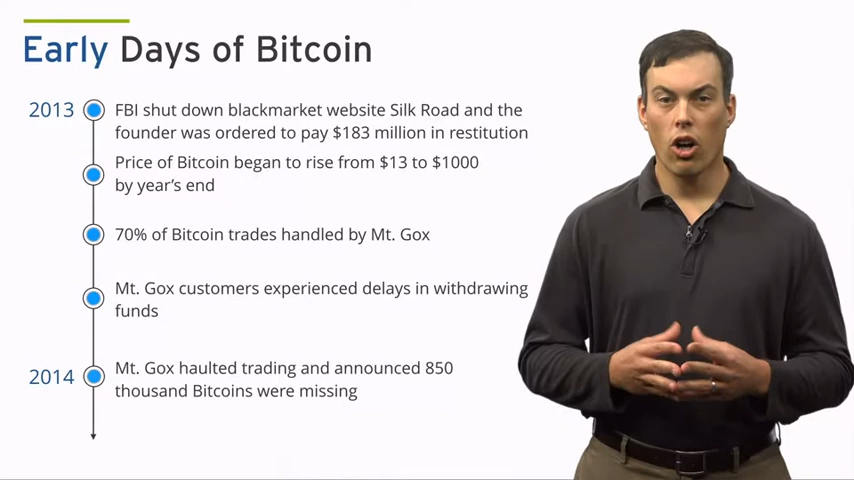 Early Days of Bitcoin
2013
FBI shut down blackmarket website Silk Road and the
founder was ordered to pay $183 million in restitution
Price of Bitcoin began to rise from $13 to $1000
by year's end
70% of Bitcoin trades handled by Mt. Gox
Mt. Gox customers experienced delays in withdrawing
funds
2014
Mt. Gox haulted trading and announced 850
thousand Bitcoins were missing